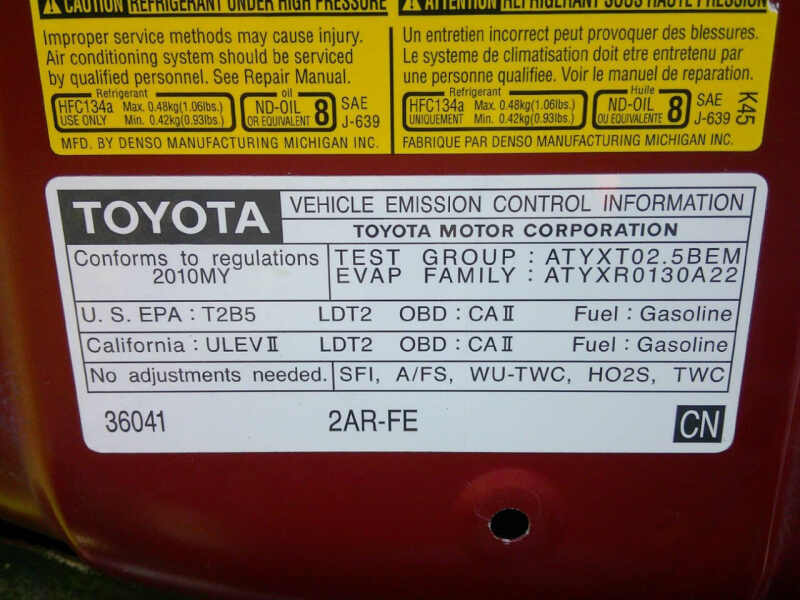 CAUTION REFRIGERANT UNDER HIGH PRESSURE
Improper service methods may cause injury.
Air conditioning system should be serviced
by qualified personnel. See Repair Manual.
Refrigerant oil
HFC134a Max. 0.48kg(1.06lbs.) ND-OIL 8 SAE
USE ONLY Min. 0.42kg(0.93lbs.) OR EQUIVALENT J-639
MFD. BY DENSO MANUFACTURING MICHIGAN INC.
ATTENTION REFRIGERANT SOUS HAUTE PRESSION
Un entretien incorrect peut provoquer des blessures.
Le systeme de climatisation doit etre entretenu par
une personne qualifiee. Voir le manuel de reparation.
Refrigerant Huile
HFC134a Max. 0.48kg(1.06lbs.) ND-OIL 8 SAE
UNIQUEMENT Min. 0.42kg(0.93lbs.) OU EQUIVALENT J-639
FABRIQUE PAR DENSO MANUFACTURING MICHIGAN INC.
K45
TOYOTA VEHICLE EMISSION CONTROL INFORMATION
TOYOTA MOTOR CORPORATION
Conforms to regulations
2010MY
TEST GROUP : ATYXT02.5BEM
EVAP FAMILY : ATYXR0130A22
U. S. EPA : T2B5 LDT2 OBD : CAⅡ Fuel : Gasoline
California : ULEVⅡ LDT2 OBD : CAⅡ Fuel : Gasoline
No adjustments needed. SFI, A/FS, WU-TWC, HO2S, TWC
36041 2AR-FE CN